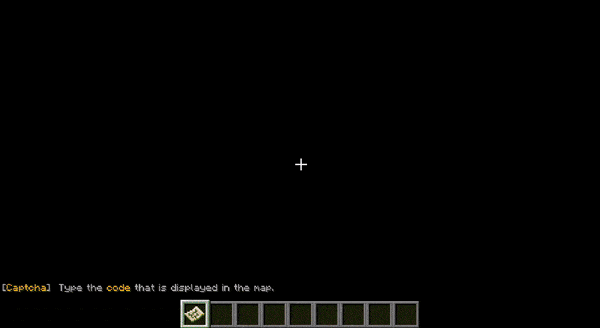 [Captcha] Type the code that is displayed in the map.